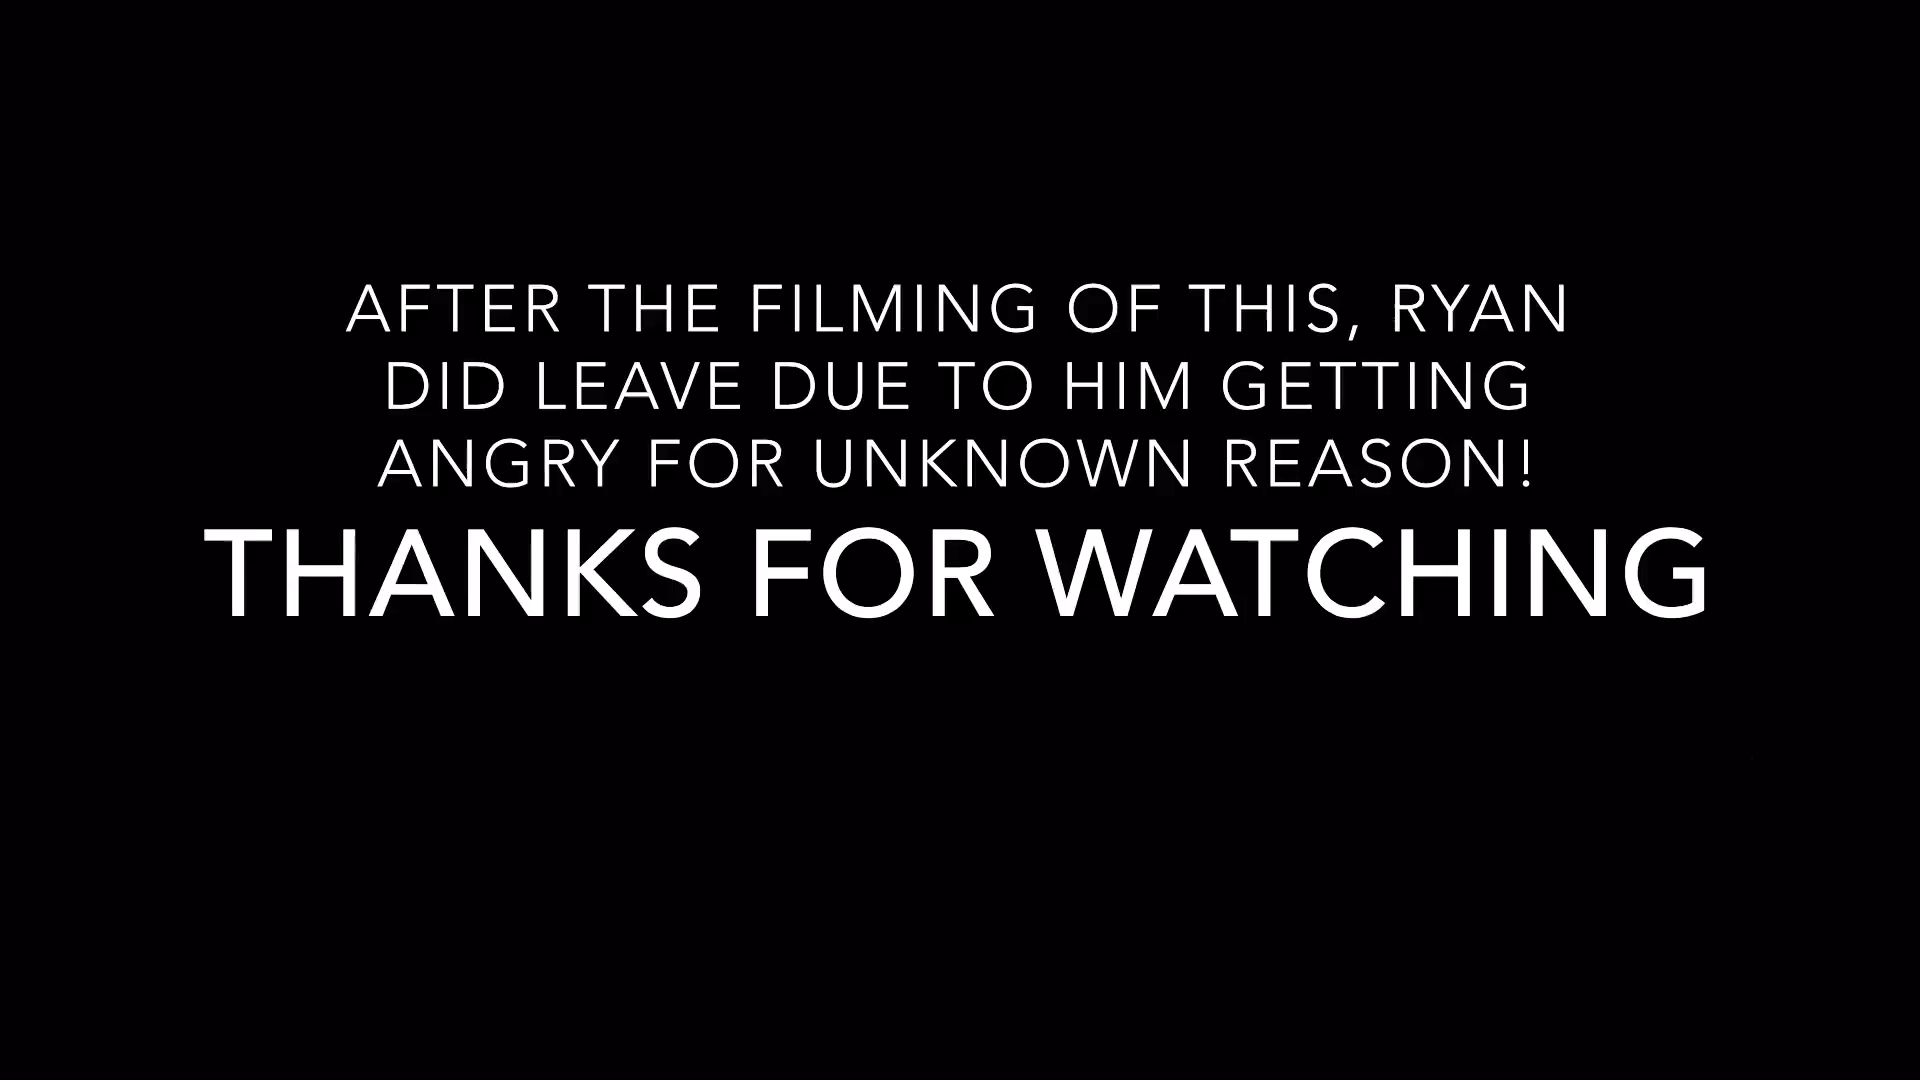 AFTER THE FILMING OF THIS, RYAN
DID LEAVE DUE TO HIM GETTING
ANGRY FOR UNKNOWN REASON!
THANKS FOR WATCHING